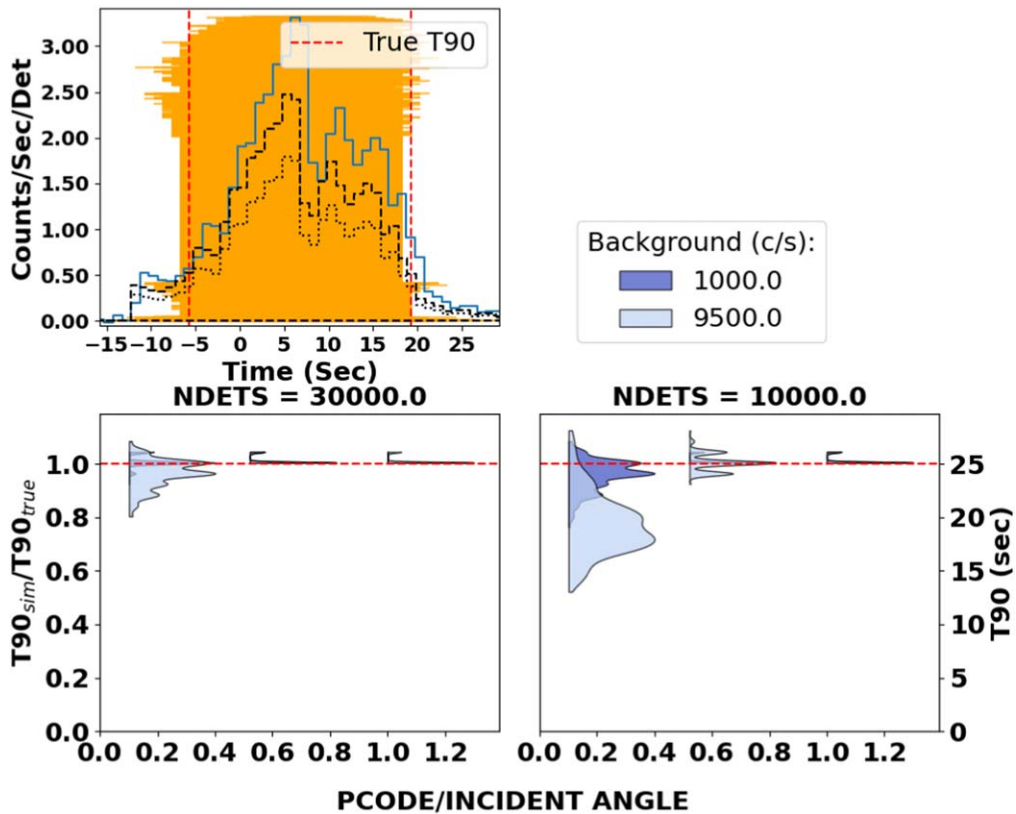 True T90
Counts/Sec/Det
3.00
2.50
2.00
1.50
1.00
0.50
0.00
−15 −10 −5 0 5 10 15 20 25
Time (Sec)
Background (c/s):
1000.0
9500.0
NDETS = 30000.0
NDETS = 10000.0
T90sim/T90true
1.0
0.8
0.6
0.4
0.2
0.0
0.0 0.2 0.4 0.6 0.8 1.0 1.2
0.0 0.2 0.4 0.6 0.8 1.0 1.2
25
20
15
10
5
0
T90 (sec)
PCODE/INCIDENT ANGLE